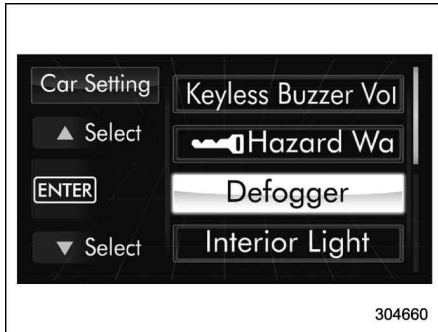 Car Setting
▲ Select
ENTER
▼ Select
Keyless Buzzer Vol
Hazard Wa
Defogger
Interior Light
304660